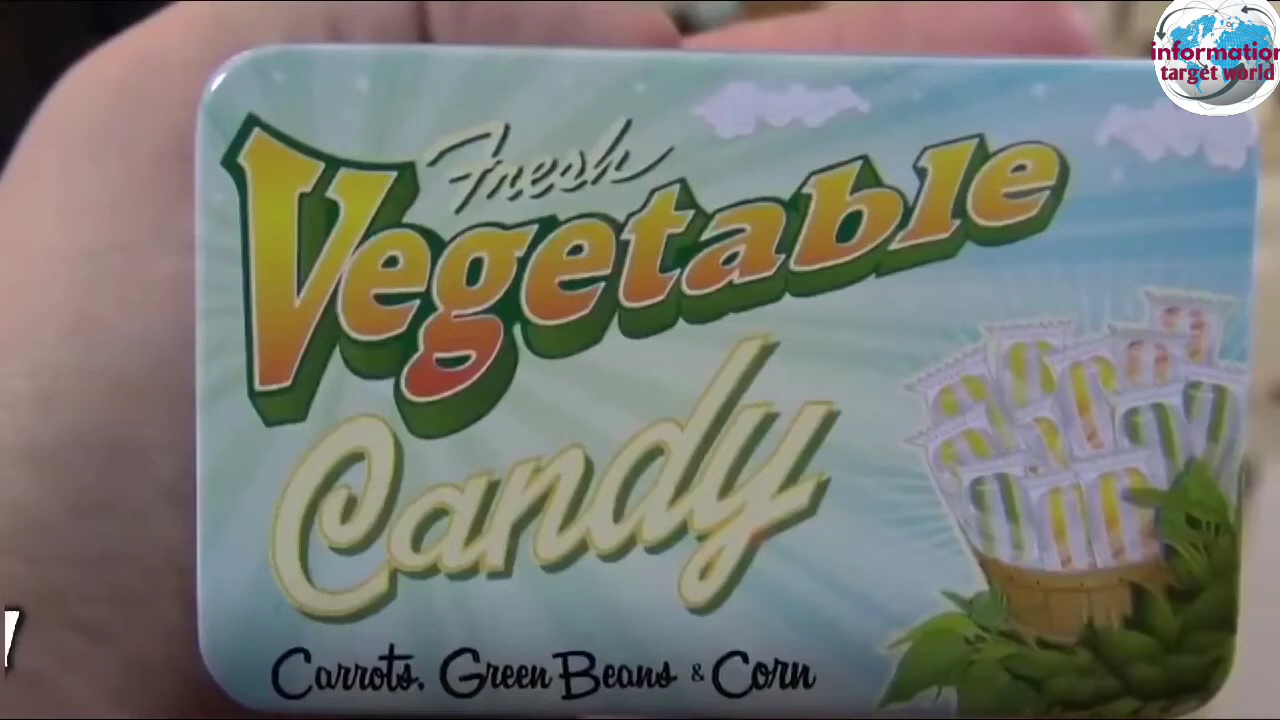 information
target world
Fresh
Vegetable
Candy
Carrots, Green Beans & Corn